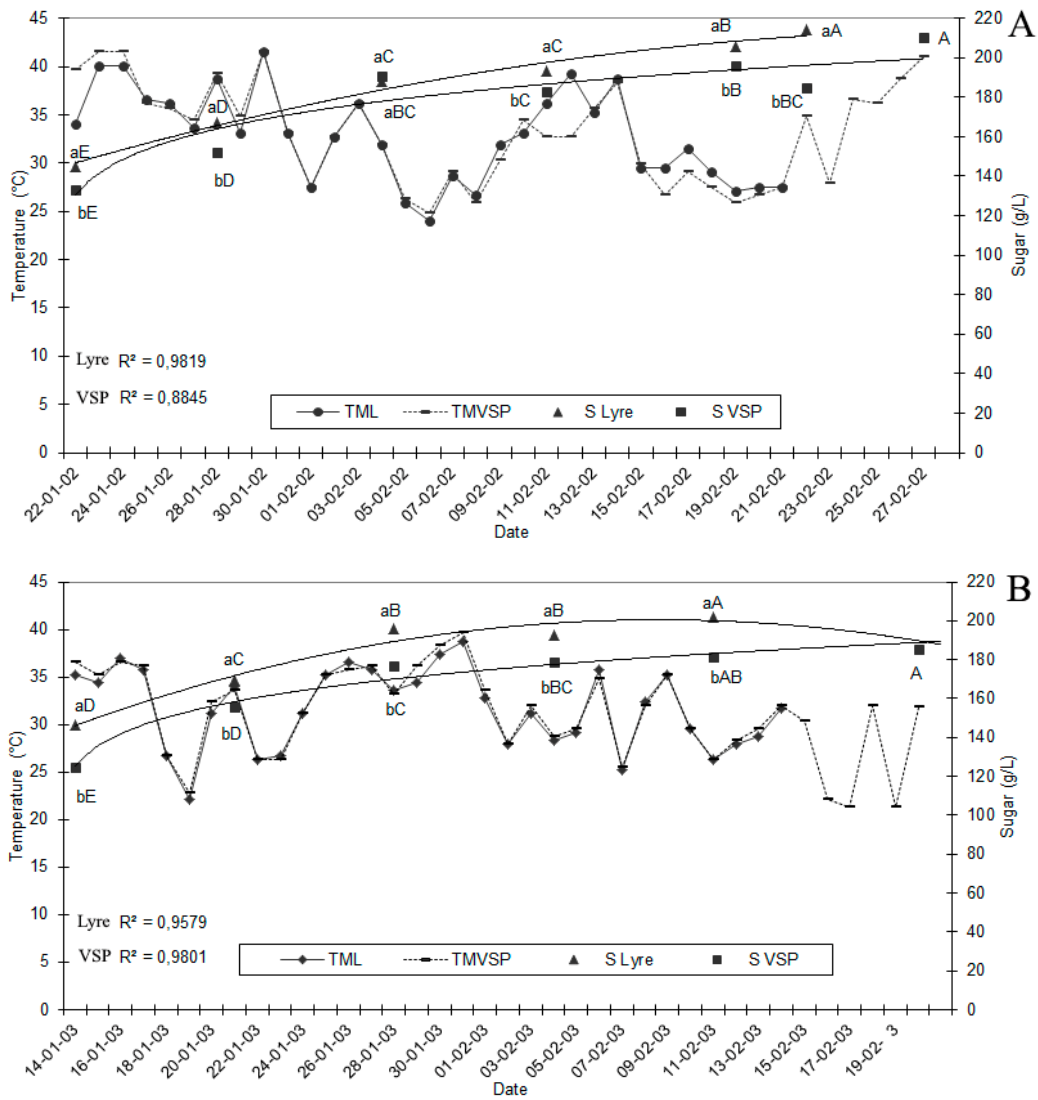 A
45
40
35
30
25
20
15
10
5
0
Temperature (°C)
220
200
180
160
140
120
100
80
60
40
20
0
Sugar (g/L)
aE
bE
aD
bD
aC
aBC
aC
bC
aB
bB
aA
bBC
A
Lyre R² = 0,9819
VSP R² = 0,8845
TML TMVSP S Lyre S VSP
22-01-02 24-01-02 26-01-02 28-01-02 30-01-02 01-02-02 03-02-02 05-02-02 07-02-02 09-02-02 11-02-02 13-02-02 15-02-02 17-02-02 19-02-02 21-02-02 23-02-02 25-02-02 27-02-02
Date
B
45
40
35
30
25
20
15
10
5
0
Temperature (°C)
220
200
180
160
140
120
100
80
60
40
20
0
Sugar (g/L)
aD
bE
aC
bD
aB
bC
aB
bBC
aA
bAB
A
Lyre R² = 0,9579
VSP R² = 0,9801
TML TMVSP S Lyre S VSP
14-01-03 16-01-03 18-01-03 20-01-03 22-01-03 24-01-03 26-01-03 28-01-03 30-01-03 01-02-03 03-02-03 05-02-03 07-02-03 09-02-03 11-02-03 13-02-03 15-02-03 17-02-03 19-02- 3
Date